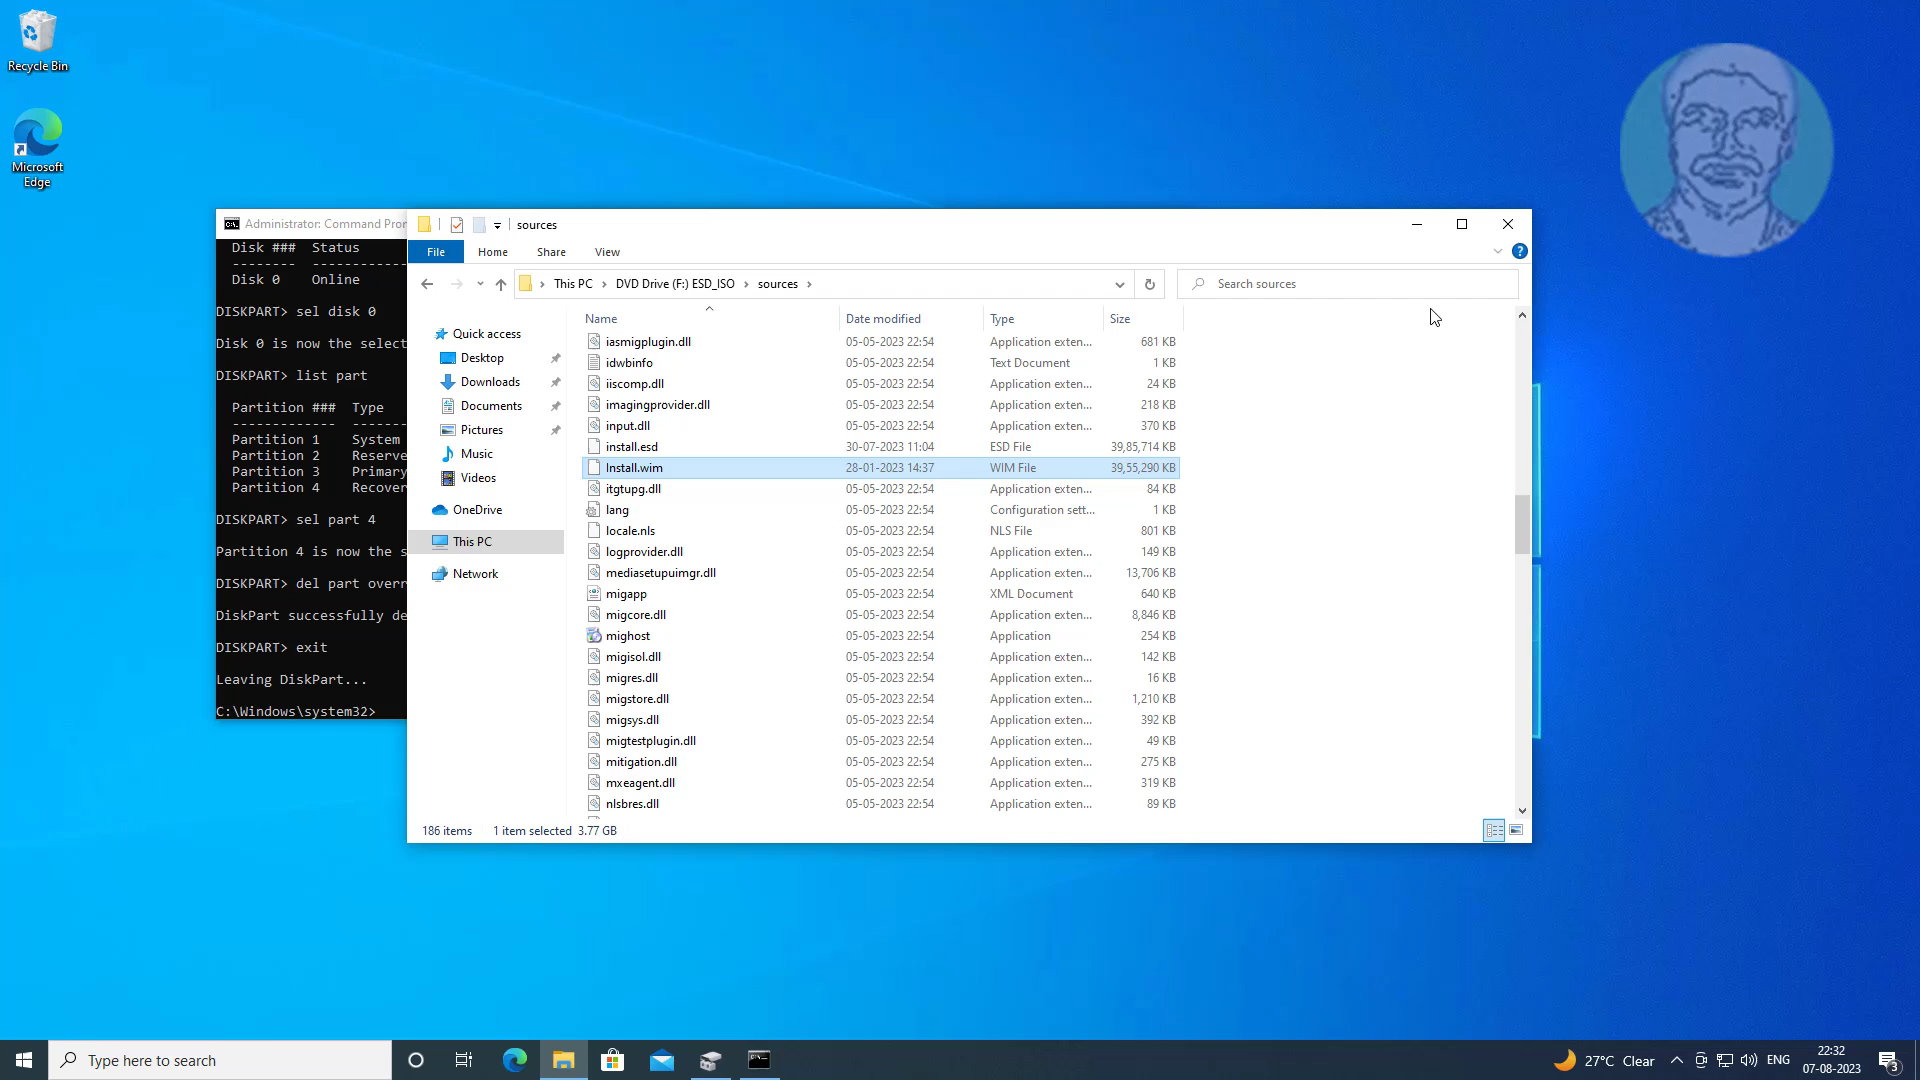 Recycle Bin
Microsoft
Edge
Administrator: Command Pror
Disk ### Status
-------- -------------
Disk 0 Online
DISKPART> sel disk 0
Disk 0 is now the select
DISKPART> list part
Partition ### Type
------------- -------
Partition 1 System
Partition 2 Reserve
Partition 3 Primary
Partition 4 Recover
DISKPART> sel part 4
Partition 4 is now the s
DISKPART> del part overr
DiskPart successfully de
DISKPART> exit
Leaving DiskPart...
C:\Windows\system32>
sources
File Home Share View
This PC > DVD Drive (F:) ESD_ISO > sources >
Search sources
Quick access
Desktop
Downloads
Documents
Pictures
Music
Videos
OneDrive
This PC
Network
Name Date modified Type Size
iasmigplugin.dll 05-05-2023 22:54 Application exten... 681 KB
idwbinfo 05-05-2023 22:54 Text Document 1 KB
iiscomp.dll 05-05-2023 22:54 Application exten... 24 KB
imagingprovider.dll 05-05-2023 22:54 Application exten... 218 KB
input.dll 05-05-2023 22:54 Application exten... 370 KB
install.esd 30-07-2023 11:04 ESD File 39,85,714 KB
Install.wim 28-01-2023 14:37 WIM File 39,55,290 KB
itgtupg.dll 05-05-2023 22:54 Application exten... 84 KB
lang 05-05-2023 22:54 Configuration sett... 1 KB
locale.nls 05-05-2023 22:54 NLS File 801 KB
logprovider.dll 05-05-2023 22:54 Application exten... 149 KB
mediasetupuimgr.dll 05-05-2023 22:54 Application exten... 13,706 KB
migapp 05-05-2023 22:54 XML Document 640 KB
migcore.dll 05-05-2023 22:54 Application exten... 8,846 KB
mighost 05-05-2023 22:54 Application 254 KB
migisol.dll 05-05-2023 22:54 Application exten... 142 KB
migres.dll 05-05-2023 22:54 Application exten... 16 KB
migstore.dll 05-05-2023 22:54 Application exten... 1,210 KB
migsys.dll 05-05-2023 22:54 Application exten... 392 KB
migtestplugin.dll 05-05-2023 22:54 Application exten... 49 KB
mitigation.dll 05-05-2023 22:54 Application exten... 275 KB
mxeagent.dll 05-05-2023 22:54 Application exten... 319 KB
nlsbres.dll 05-05-2023 22:54 Application exten... 89 KB
186 items 1 item selected 3.77 GB
Type here to search
27°C Clear
ENG
22:32
07-08-2023
3